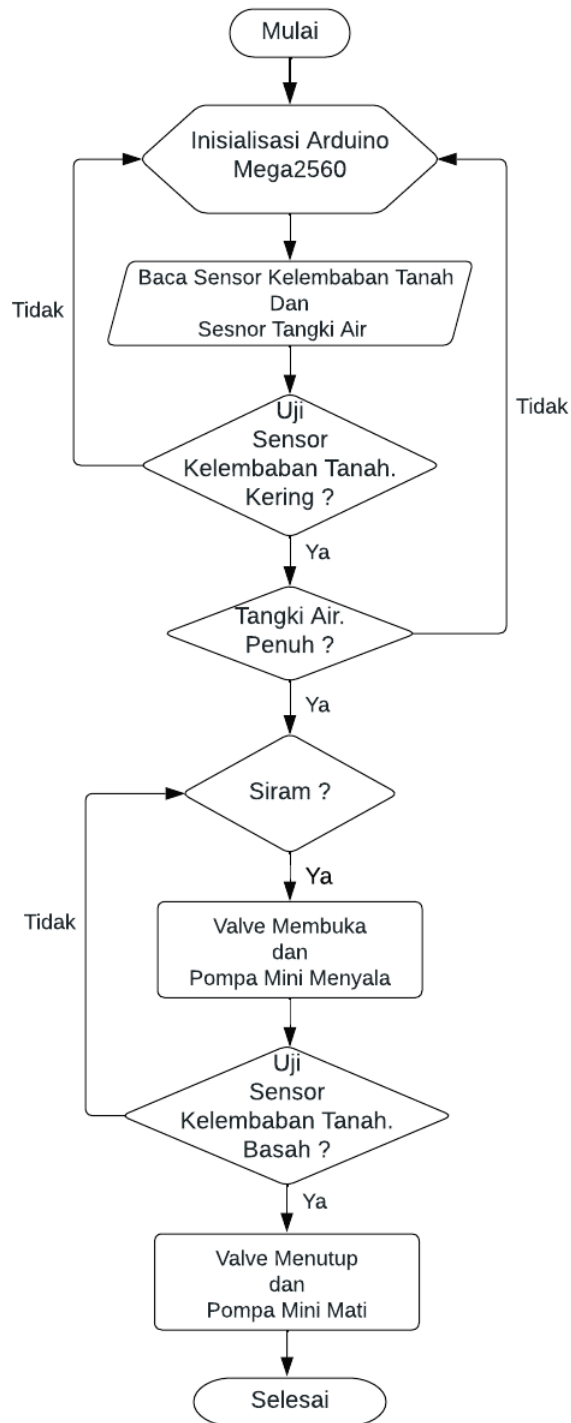 Mulai
Inisialisasi Arduino
Mega2560
Baca Sensor Kelembaban Tanah
Dan
Sesnor Tangki Air
Tidak
Uji
Sensor
Kelembaban Tanah.
Kering ?
Tidak
Ya
Tangki Air.
Penuh ?
Ya
Siram ?
Ya
Tidak
Valve Membuka
dan
Pompa Mini Menyala
Uji
Sensor
Kelembaban Tanah.
Basah ?
Ya
Valve Menutup
dan
Pompa Mini Mati
Selesai